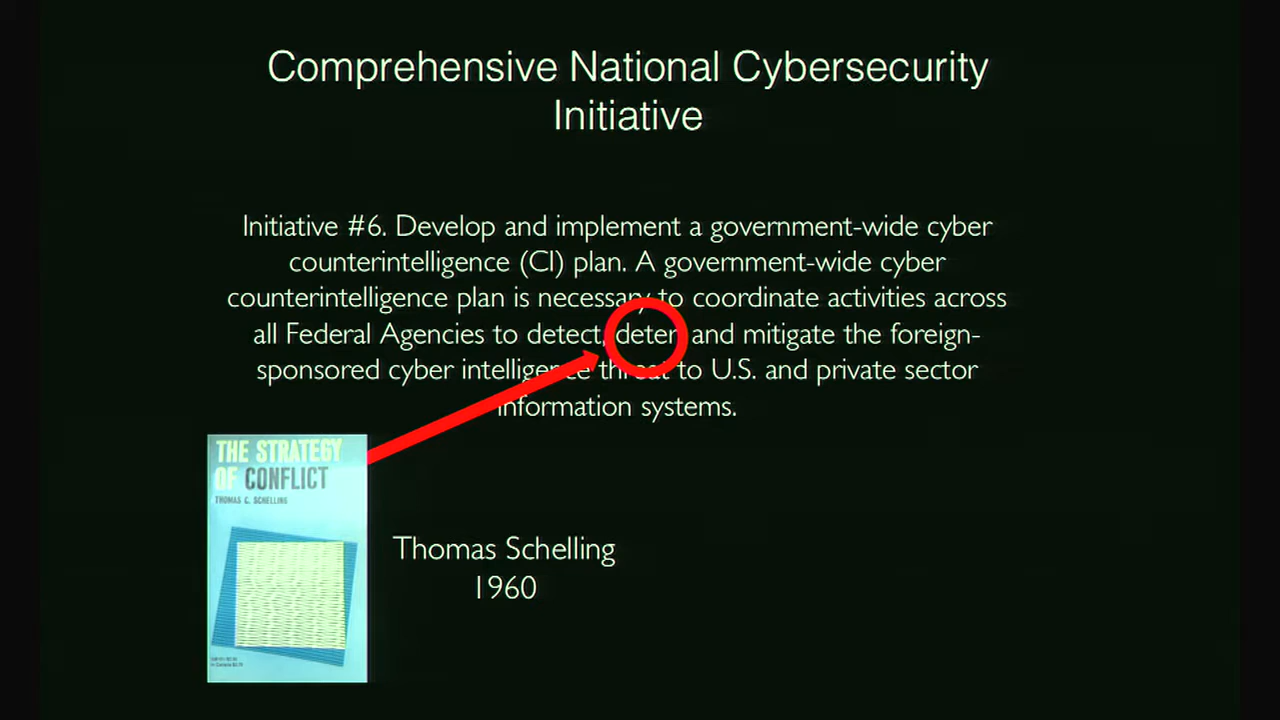 Comprehensive National Cybersecurity
Initiative
Initiative #6. Develop and implement a government-wide cyber
counterintelligence (CI) plan. A government-wide cyber
counterintelligence plan is necessary to coordinate activities across
all Federal Agencies to detect, deter, and mitigate the foreign-
sponsored cyber intelligence threat to U.S. and private sector
information systems.
THE STRATEGY
OF CONFLICT
THOMAS C. SCHELLING
Thomas Schelling
1960